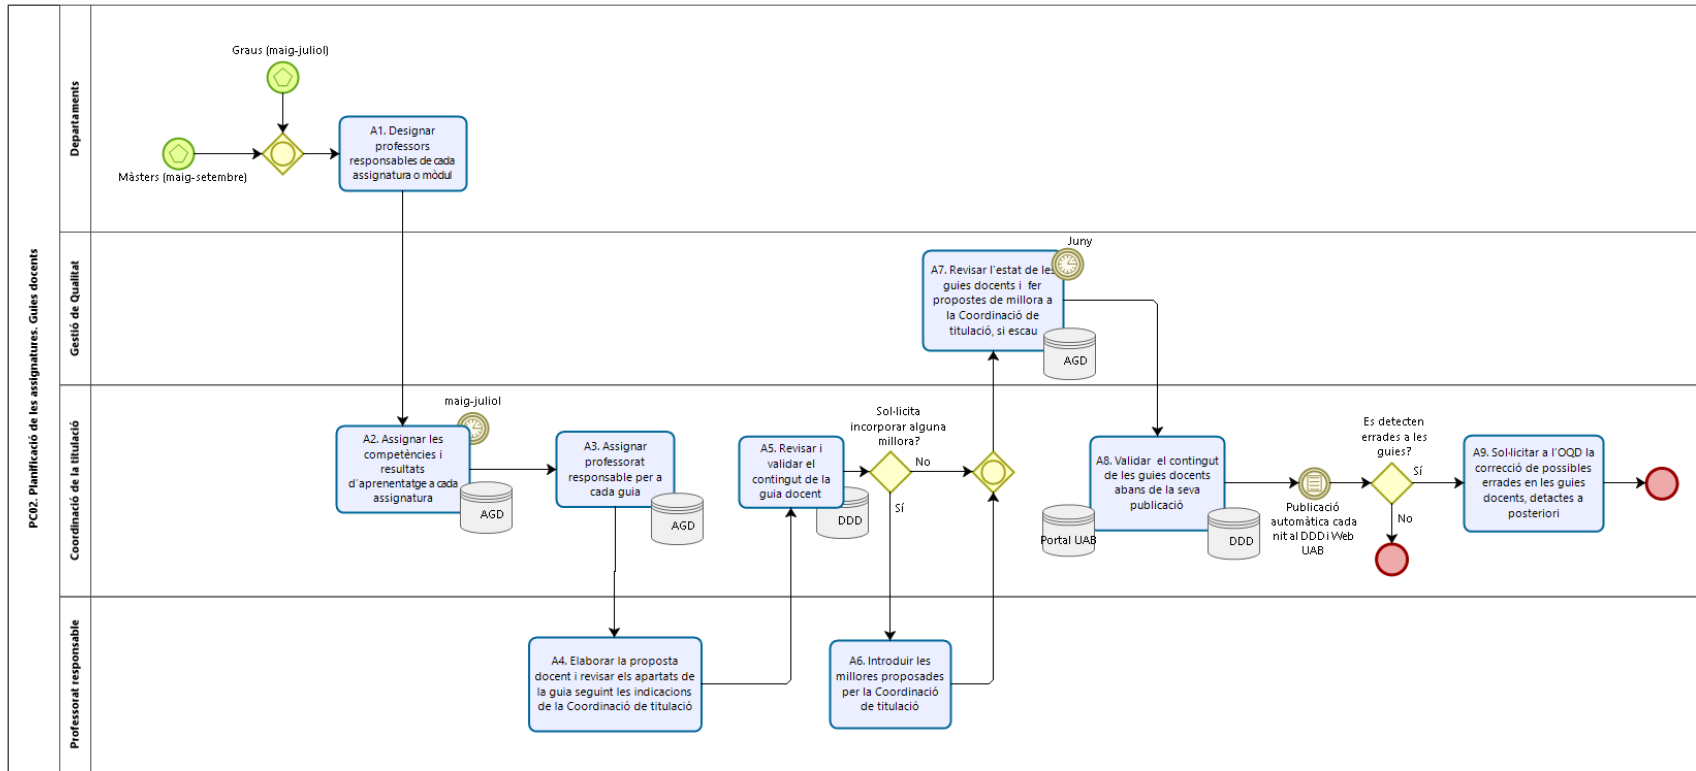 PC02. Planificació de les assignatures. Guies docents
Departaments
Graus (maig-juliol)
Màsters (maig-setembre)
A1. Designar
professors
responsables de cada
assignatura o mòdul
Gestió de Qualitat
Juny
A7. Revisar l'estat de les
guies docents i fer
propostes de millora a
la Coordinació de
titulació, si escau
AGD
Coordinació de la titulació
maig-juliol
A2. Assignar les
competències i
resultats
d'aprenentatge a cada
assignatura
AGD
A3. Assignar
professorat
responsable per a
cada guia
AGD
A5. Revisar i
validar el
contingut de la
guia docent
DDD
Sol·licita
incorporar alguna
millora?
No
Sí
A8. Validar el contingut
de les guies docents
abans de la seva
publicació
Portal UAB
DDD
Publicació
automàtica cada
nit al DDD i Web
UAB
Es detecten
errades a les
guies?
Sí
No
A9. Sol·licitar a l'OQD la
correcció de possibles
errades en les guies
docents, detactes a
posteriori
Professorat responsable
A4. Elaborar la proposta
docent i revisar els apartats de
la guia seguint les indicacions
de la Coordinació de titulació
A6. Introduir les
millores proposades
per la Coordinació
de titulació